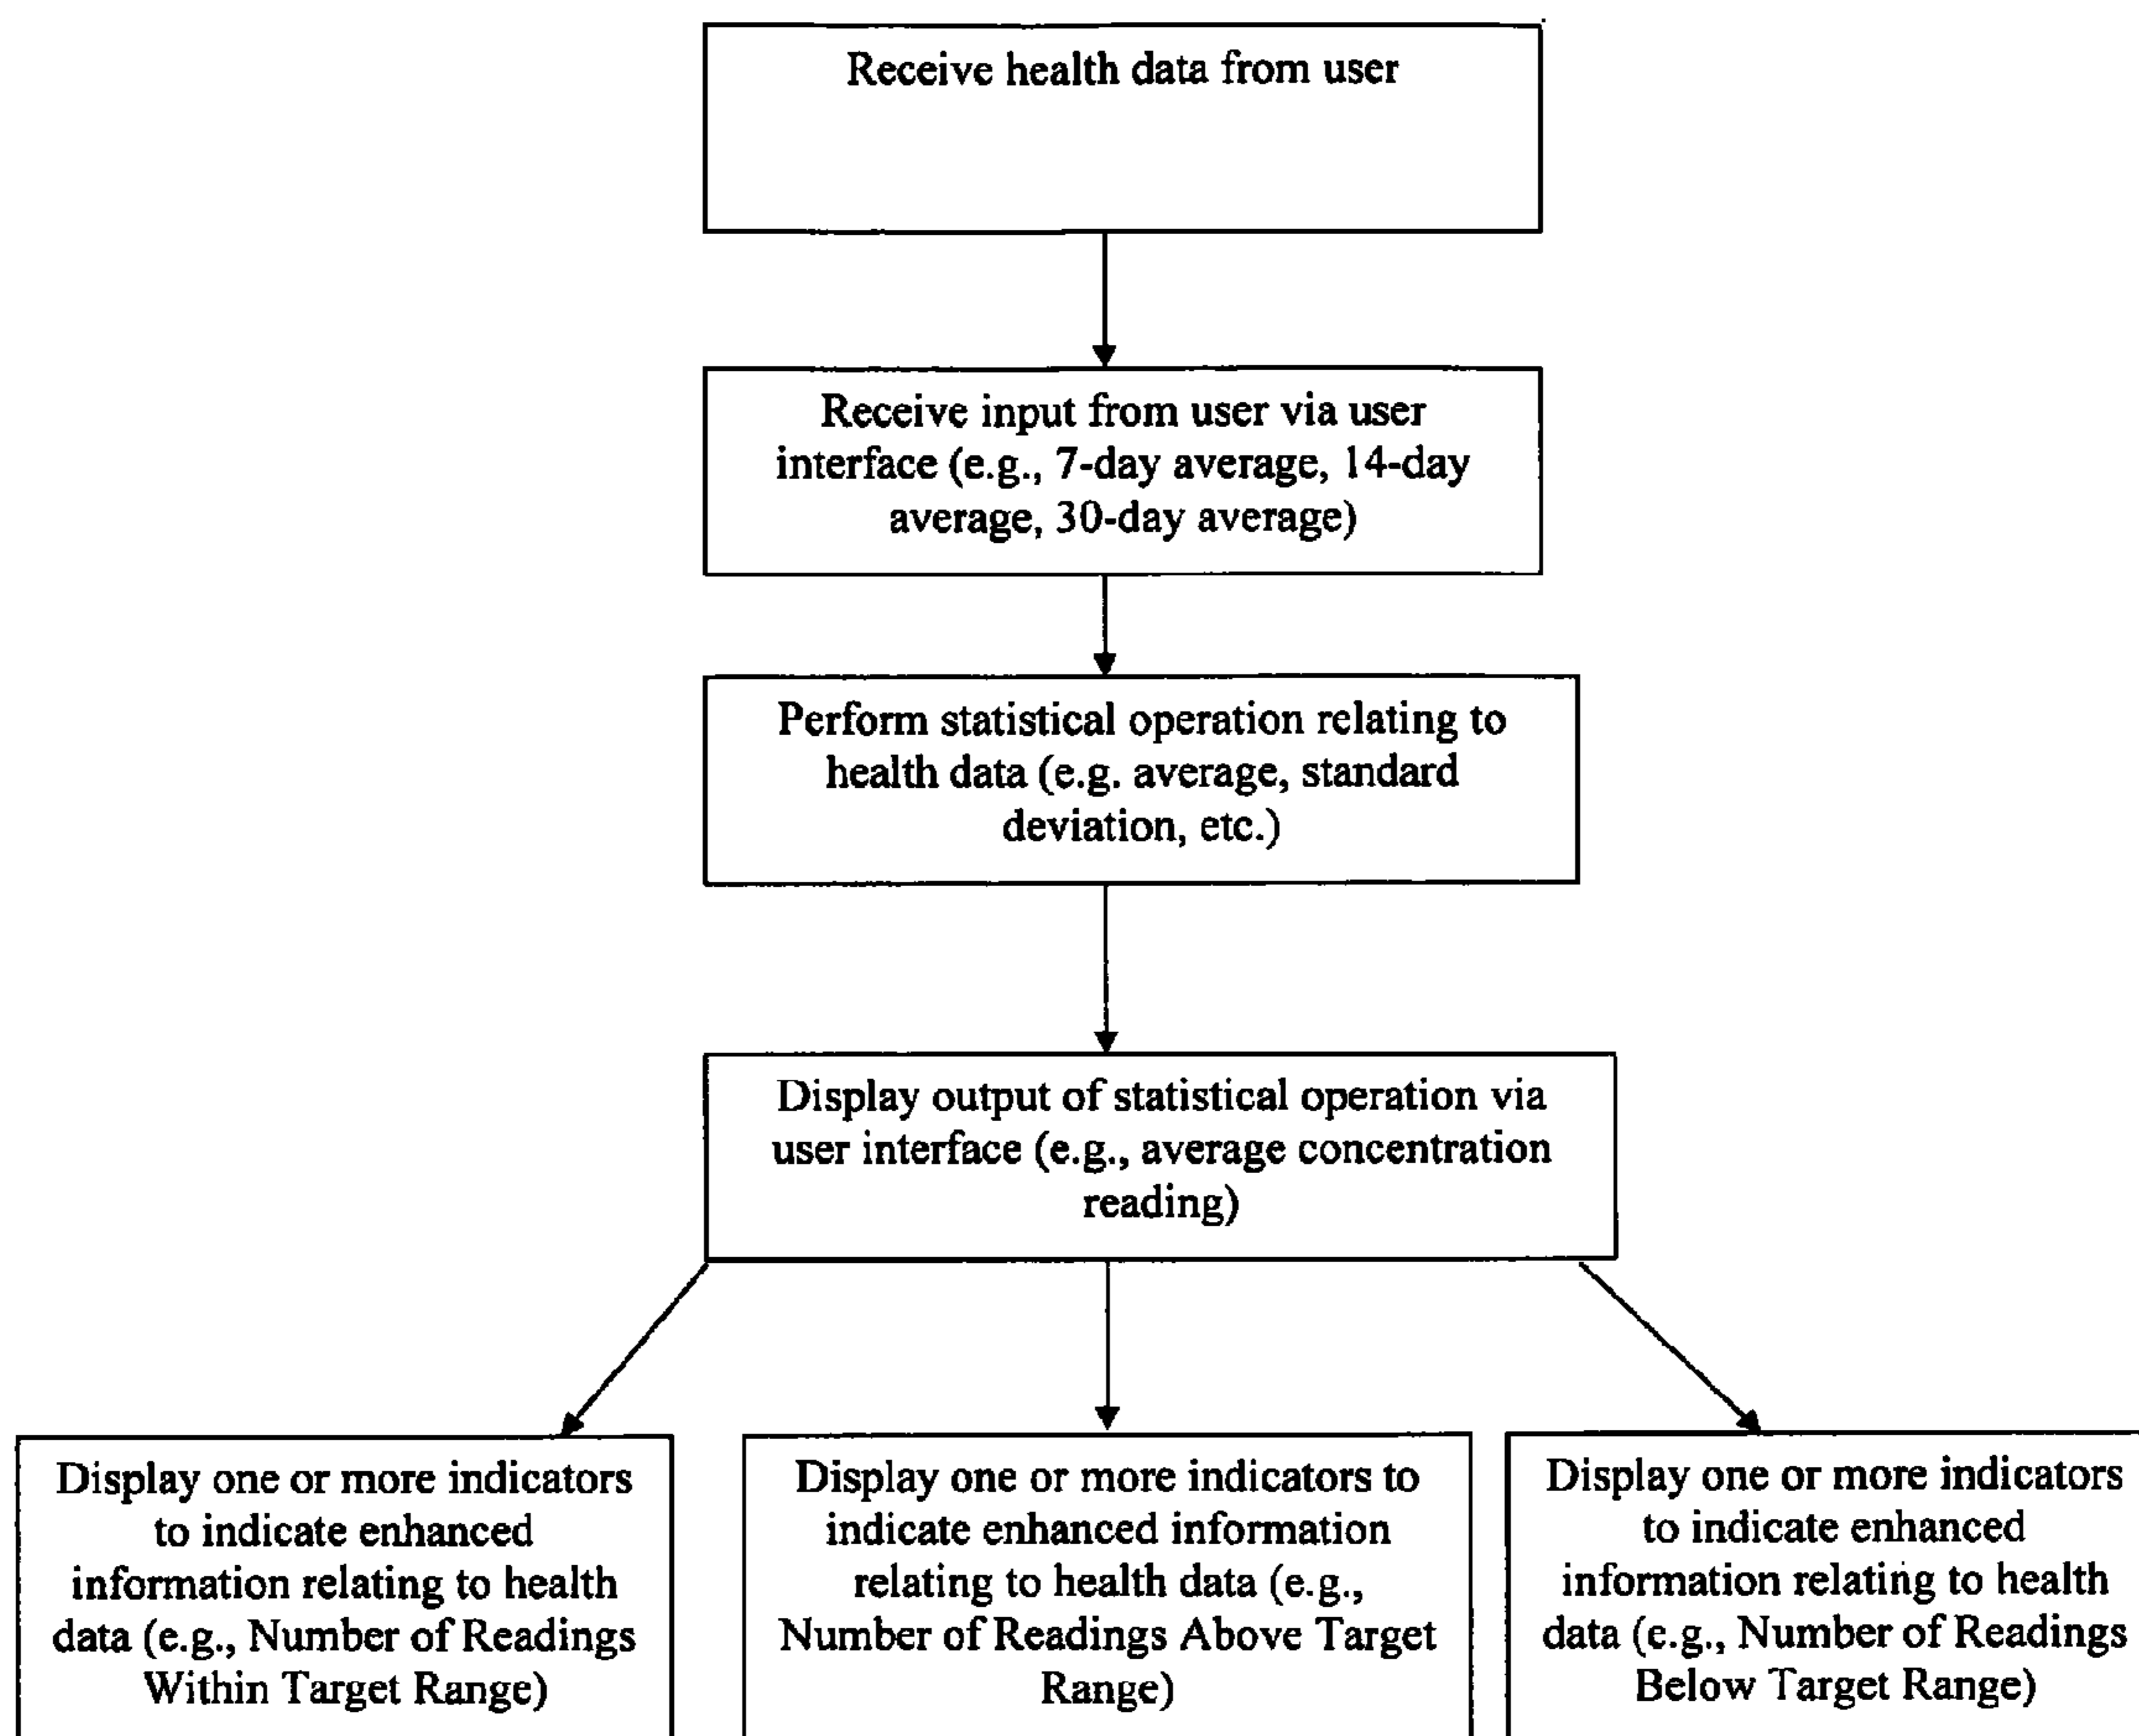 Receive health data from user
Receive input from user via user
interface (e.g., 7-day average, 14-day
average, 30-day average)
Perform statistical operation relating to
health data (e.g. average, standard
deviation, etc.)
Display output of statistical operation via
user interface (e.g., average concentration
reading)
Display one or more indicators
to indicate enhanced
information relating to health
data (e.g., Number of Readings
Within Target Range)
Display one or more indicators to
indicate enhanced information
relating to health data (e.g.,
Number of Readings Above Target
Range)
Display one or more indicators
to indicate enhanced
information relating to health
data (e.g., Number of Readings
Below Target Range)